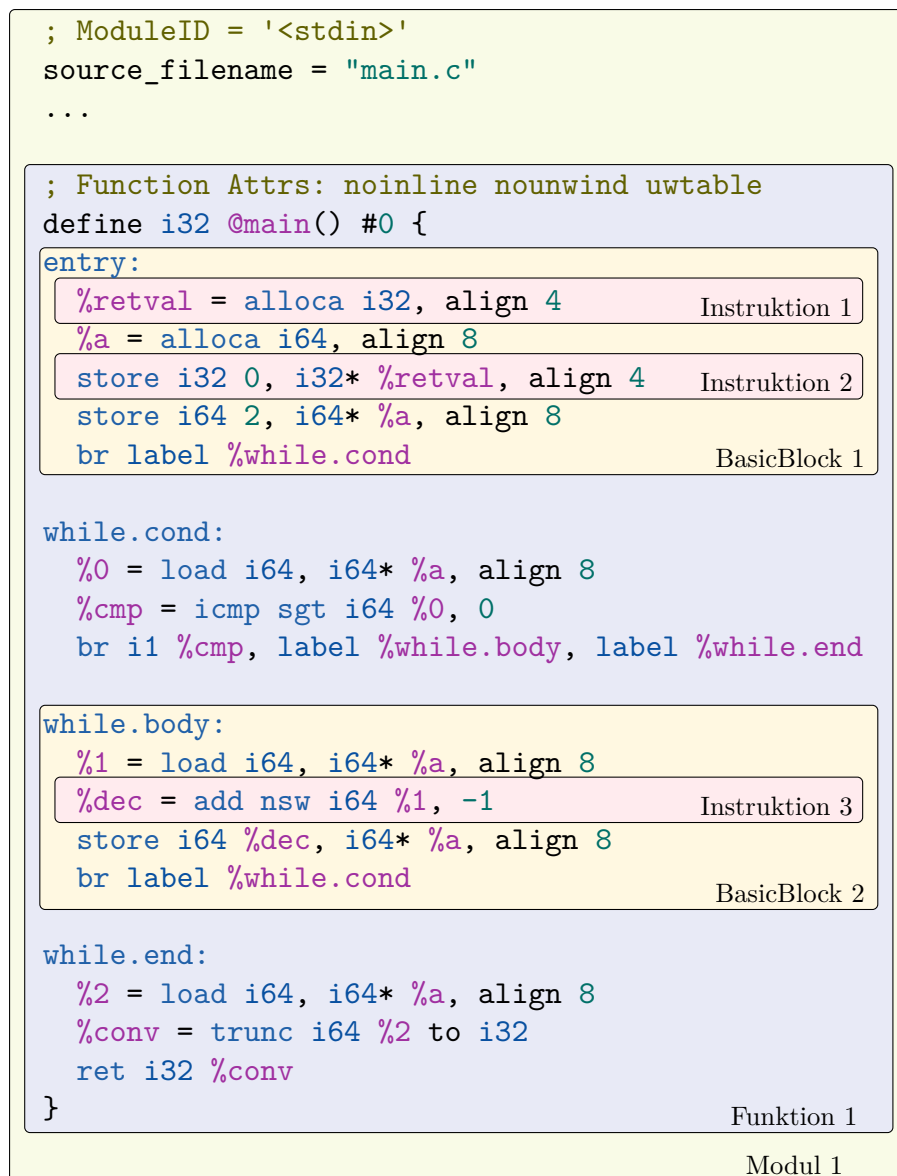 ; ModuleID = '<stdin>'
source_filename = "main.c"
...
; Function Attrs: noinline nounwind uwtable
define i32 @main() #0 {
entry:
%retval = alloca i32, align 4 Instruktion 1
%a = alloca i64, align 8
store i32 0, i32* %retval, align 4 Instruktion 2
store i64 2, i64* %a, align 8
br label %while.cond BasicBlock 1
while.cond:
%0 = load i64, i64* %a, align 8
%cmp = icmp sgt i64 %0, 0
br i1 %cmp, label %while.body, label %while.end
while.body:
%1 = load i64, i64* %a, align 8
%dec = add nsw i64 %1, -1 Instruktion 3
store i64 %dec, i64* %a, align 8
br label %while.cond BasicBlock 2
while.end:
%2 = load i64, i64* %a, align 8
%conv = trunc i64 %2 to i32
ret i32 %conv
} Funktion 1
Modul 1